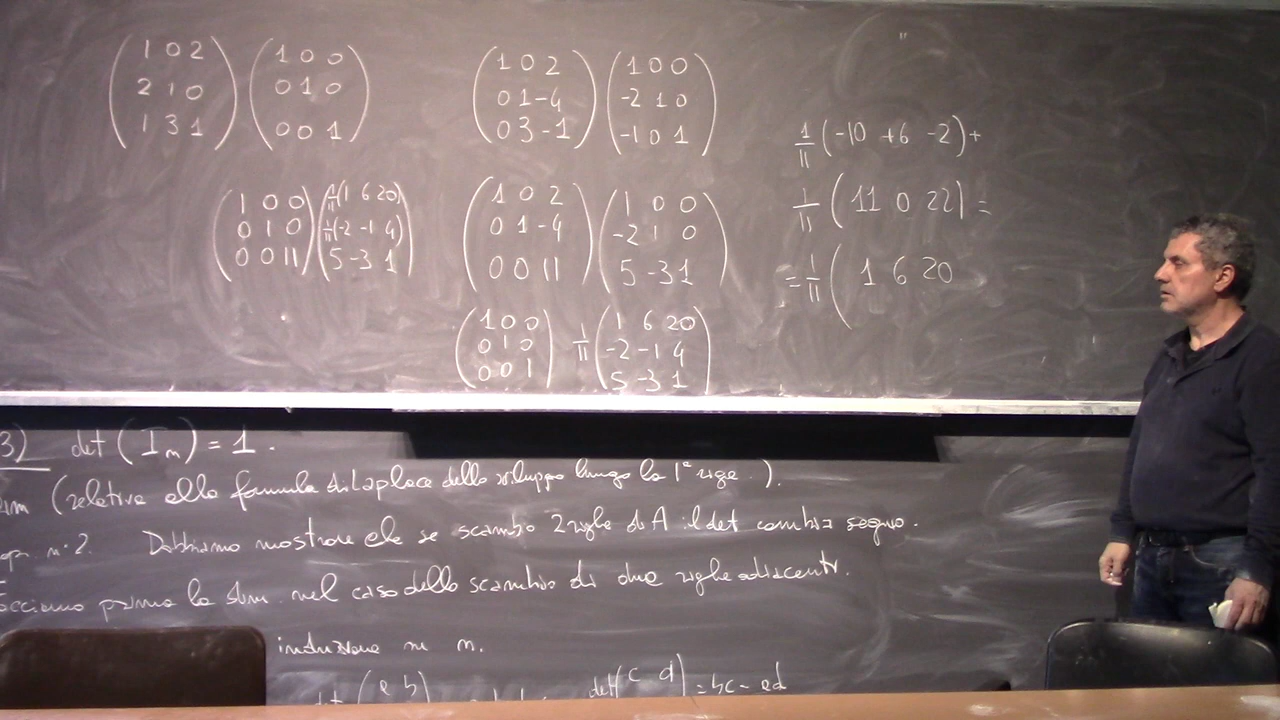 1 0 2 1 0 0
2 1 0 0 1 0
1 3 1 0 0 1
1 0 2 1 0 0
0 1 -4 -2 1 0
0 3 -1 -1 0 1
1 0 0 1/11 (1 6 20)
0 1 0 1/11 (-2 -1 4)
0 0 11 5 -3 1
1 0 2 1 0 0
0 1 -4 -2 1 0
0 0 11 5 -3 1
1 0 0 1/11 1 6 20
0 1 0 -2 -1 4
0 0 1 5 -3 1
1/11 (-10 +6 -2) +
1/11 (11 0 22) =
= 1/11 ( 1 6 20
3) det (I_n) = 1.
(relativa alla formula di Laplace dello sviluppo lungo la 1ª riga.).
n. 2. Dobbiamo mostrare che se scambio 2 righe di A il det cambia segno.
Facciamo prima la dim. nel caso dello scambio di due righe adiacenti.
induzione su n.
det (a b) det (c d) = bc - ad